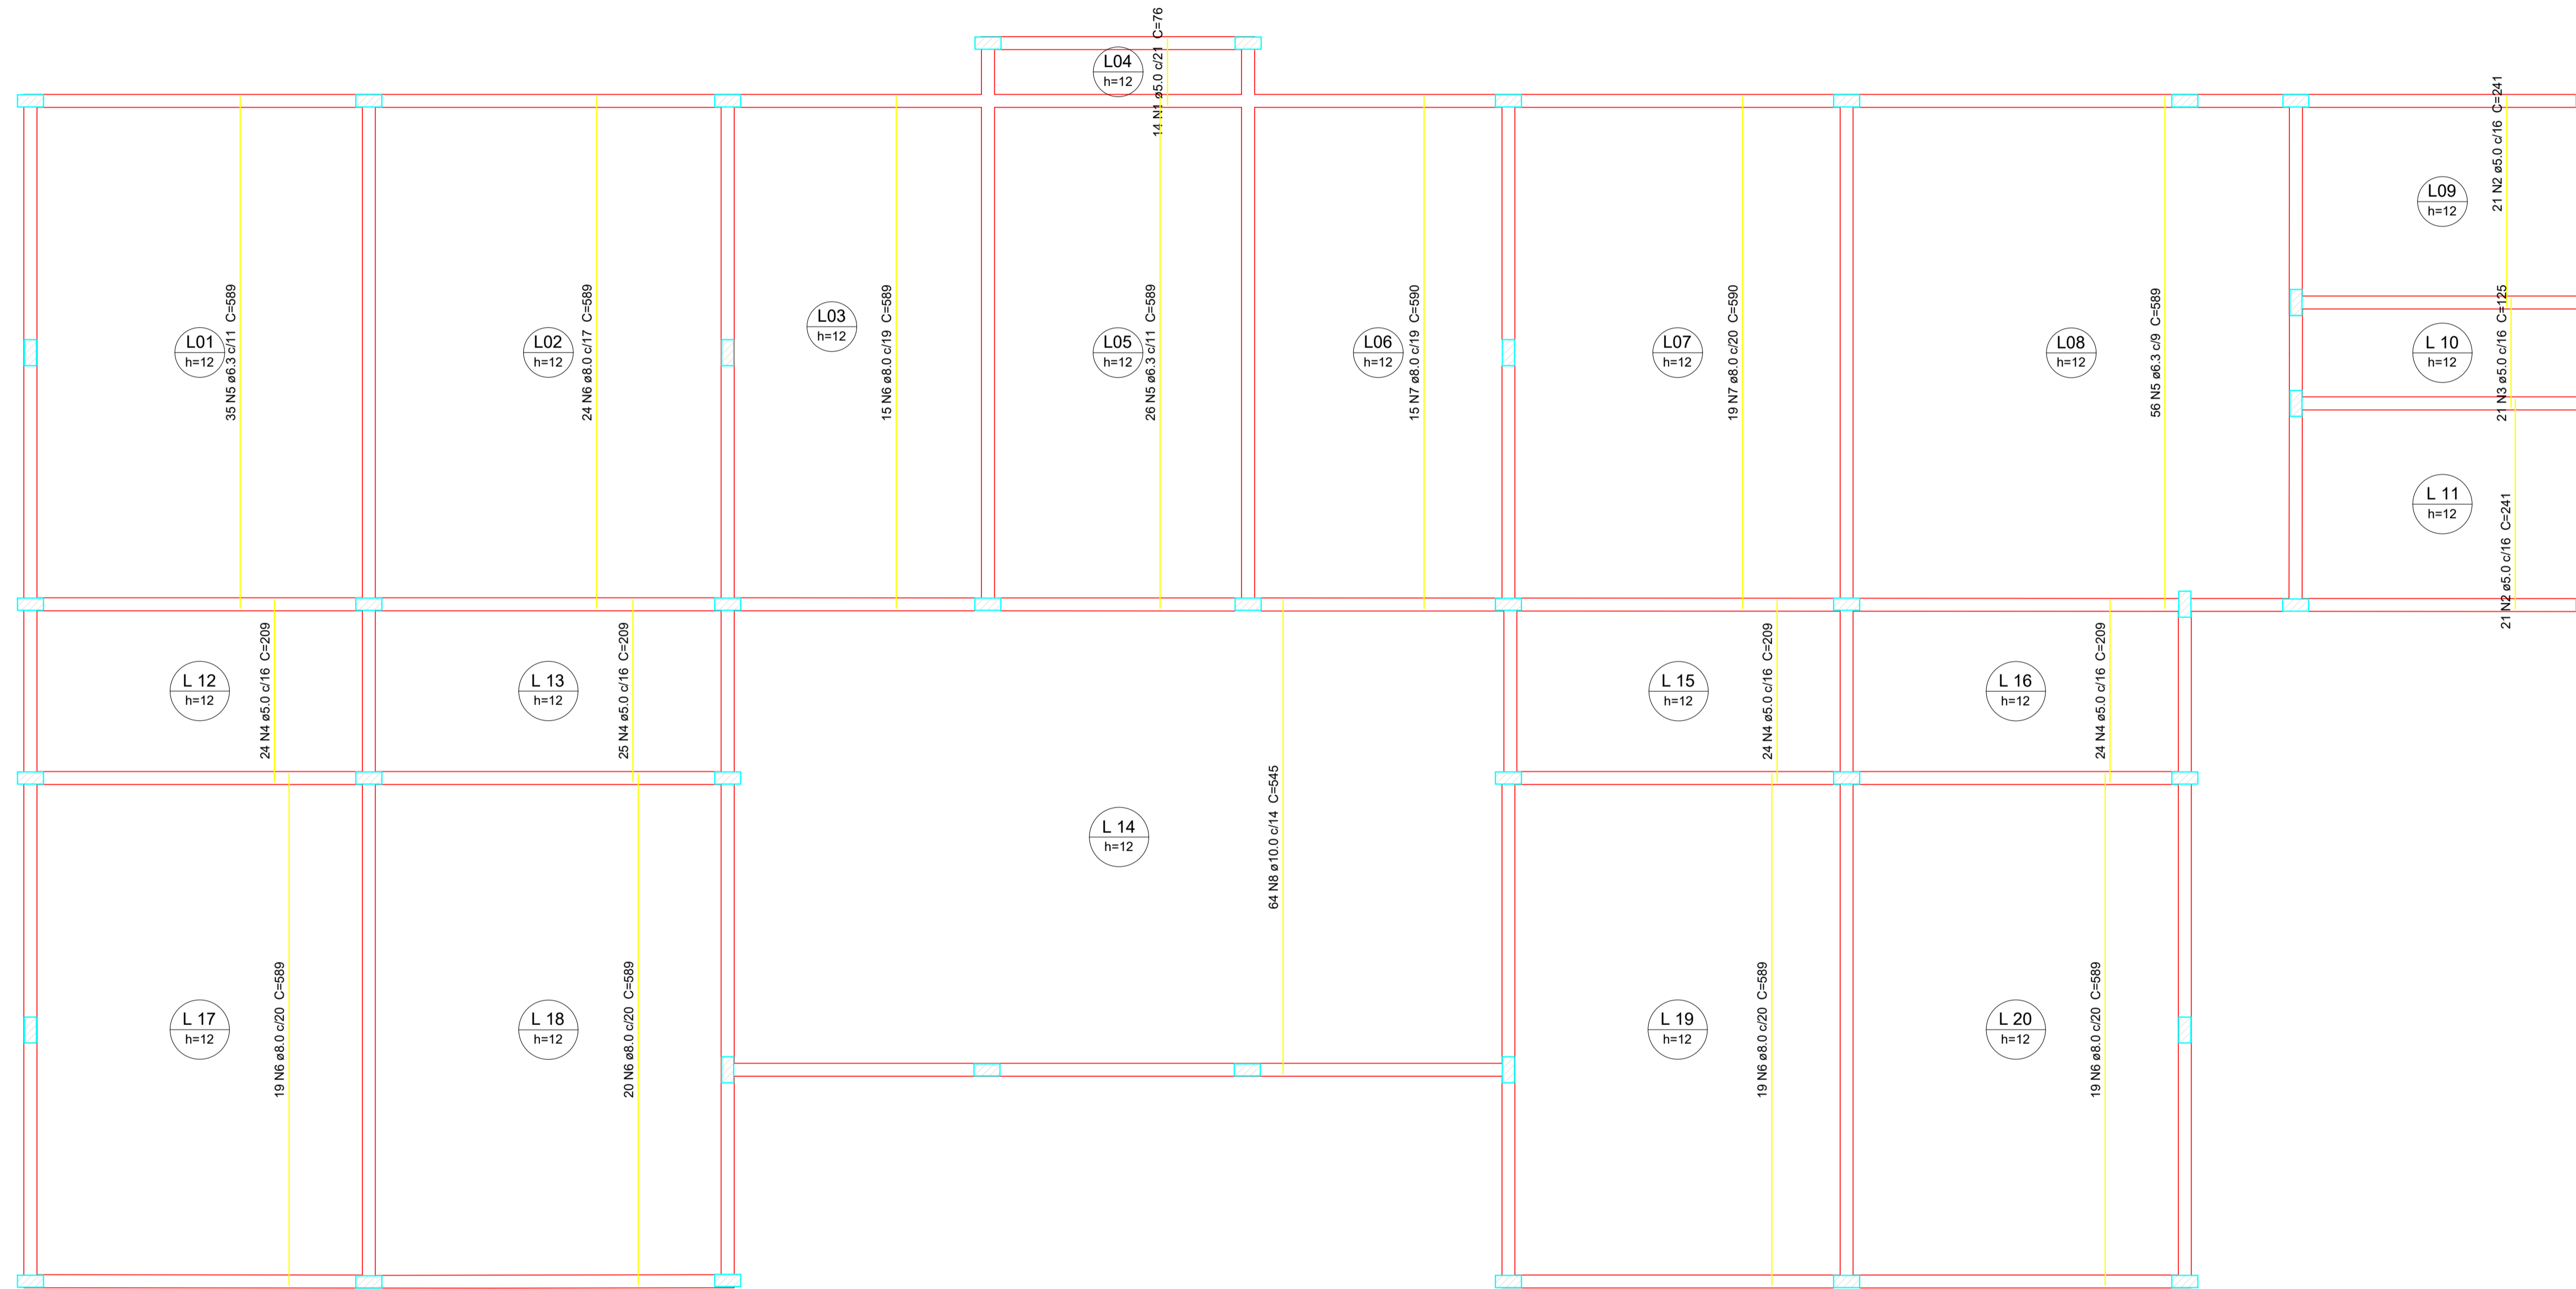 L04
h=12
14 N1 ø5.0 c/21  C=76
L01
h=12
35 N5 ø6.3 c/11  C=589
L02
h=12
24 N6 ø8.0 c/17  C=589
L03
h=12
15 N6 ø8.0 c/19  C=589
L05
h=12
26 N5 ø6.3 c/11  C=589
L06
h=12
15 N7 ø8.0 c/19  C=590
L07
h=12
19 N7 ø8.0 c/20  C=590
L08
h=12
56 N5 ø6.3 c/9  C=589
L09
h=12
21 N2 ø5.0 c/16  C=241
L 10
h=12
21 N3 ø5.0 c/16  C=125
L 11
h=12
21 N2 ø5.0 c/16  C=241
L 12
h=12
24 N4 ø5.0 c/16  C=209
L 13
h=12
25 N4 ø5.0 c/16  C=209
L 14
h=12
64 N8 ø10.0 c/14  C=545
L 15
h=12
24 N4 ø5.0 c/16  C=209
L 16
h=12
24 N4 ø5.0 c/16  C=209
L 17
h=12
19 N6 ø8.0 c/20  C=589
L 18
h=12
20 N6 ø8.0 c/20  C=589
L 19
h=12
19 N6 ø8.0 c/20  C=589
L 20
h=12
19 N6 ø8.0 c/20  C=589